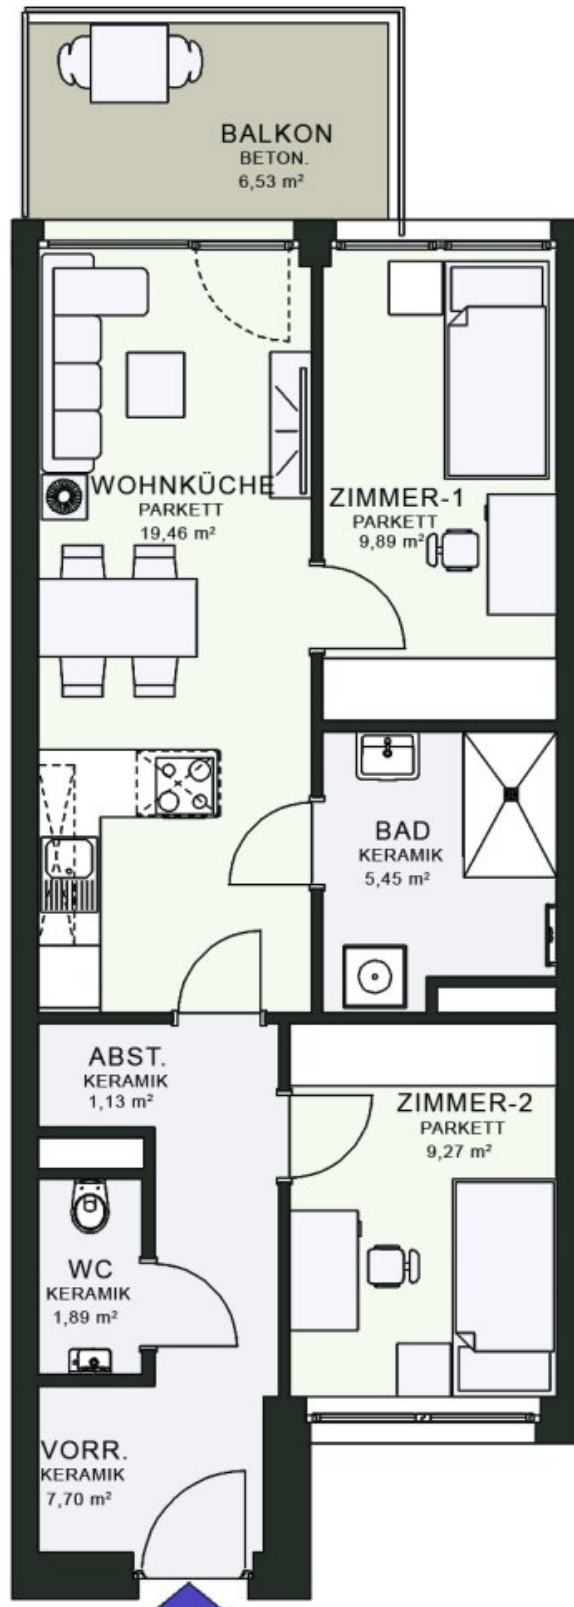 BALKON
BETON.
6,53 m²
WOHNKÜCHE
PARKETT
19,46 m²
ZIMMER-1
PARKETT
9,89 m²
BAD
KERAMIK
5,45 m²
ABST.
KERAMIK
1,13 m²
ZIMMER-2
PARKETT
9,27 m²
WC
KERAMIK
1,89 m²
VORR.
KERAMIK
7,70 m²